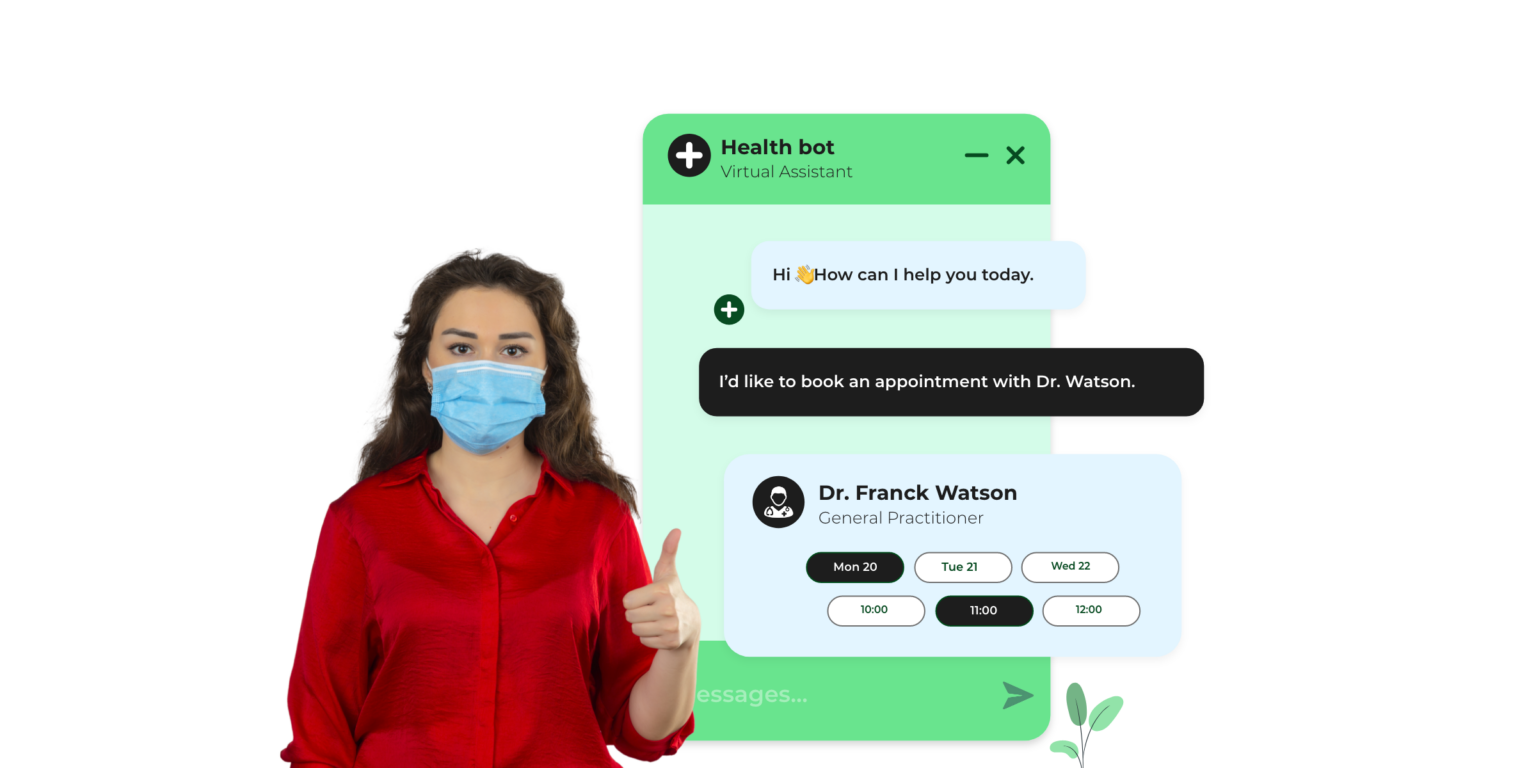 Health bot
Virtual Assistant
Hi 👋How can I help you today.
I’d like to book an appointment with Dr. Watson.
Dr. Franck Watson
General Practitioner
Mon 20 Tue 21 Wed 22
10:00 11:00 12:00
essages...